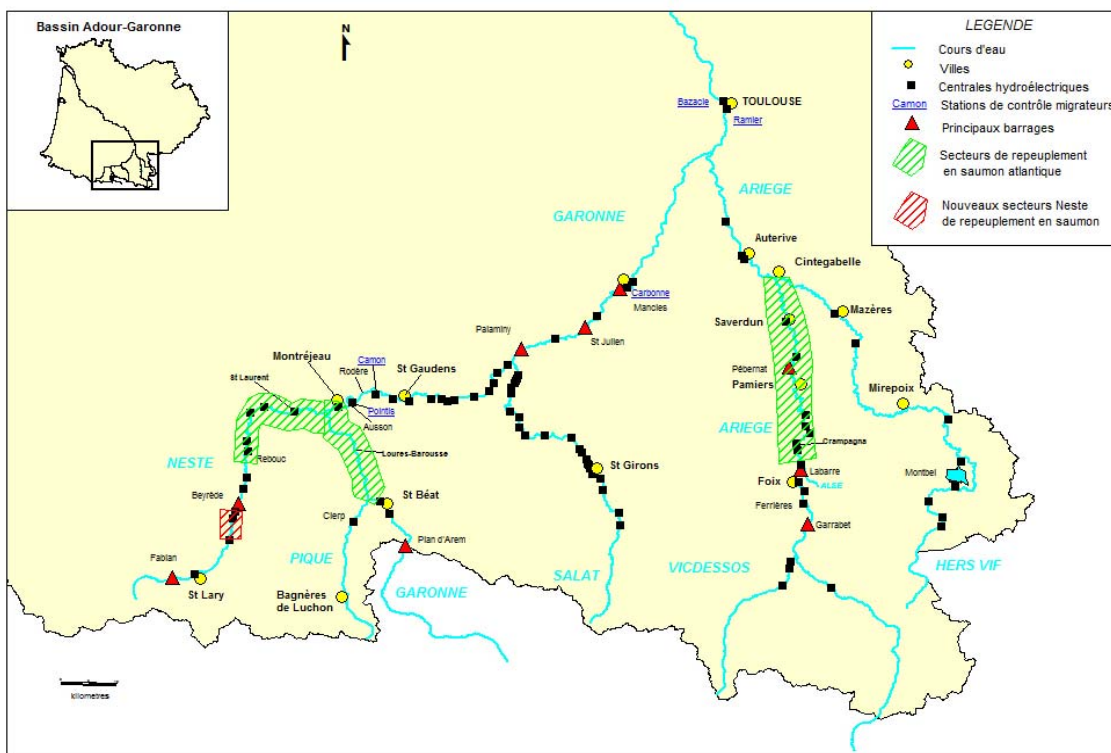 Bassin Adour-Garonne
N
LEGENDE
Cours d'eau
Villes
Centrales hydroélectriques
Camon
Stations de contrôle migrateurs
Principaux barrages
Secteurs de repeuplement
en saumon atlantique
Nouveaux secteurs Neste
de repeuplement en saumon
Bazacle
TOULOUSE
Ramier
ARIEGE
GARONNE
Auterive
Cintegabelle
Carbonne
Mancies
Mazères
Saverdun
St Julien
Palaminy
Montréjeau
Camon
St Gaudens
Rodère
St Laurent
Pointis
Ausson
Pébernat
Pamiers
Mirepoix
ARIEGE
Crampagna
Loures-Barousse
NESTE
Rebouc
St Girons
Labarre
Foix
ALSE
Montbel
Beyrède
St Béat
Ferrières
Clerp
Garrabet
Plan d'Arem
Fabian
PIQUE
St Lary
SALAT
VICDESSOS
HERS VIF
Bagnères
de Luchon
GARONNE
kilometres